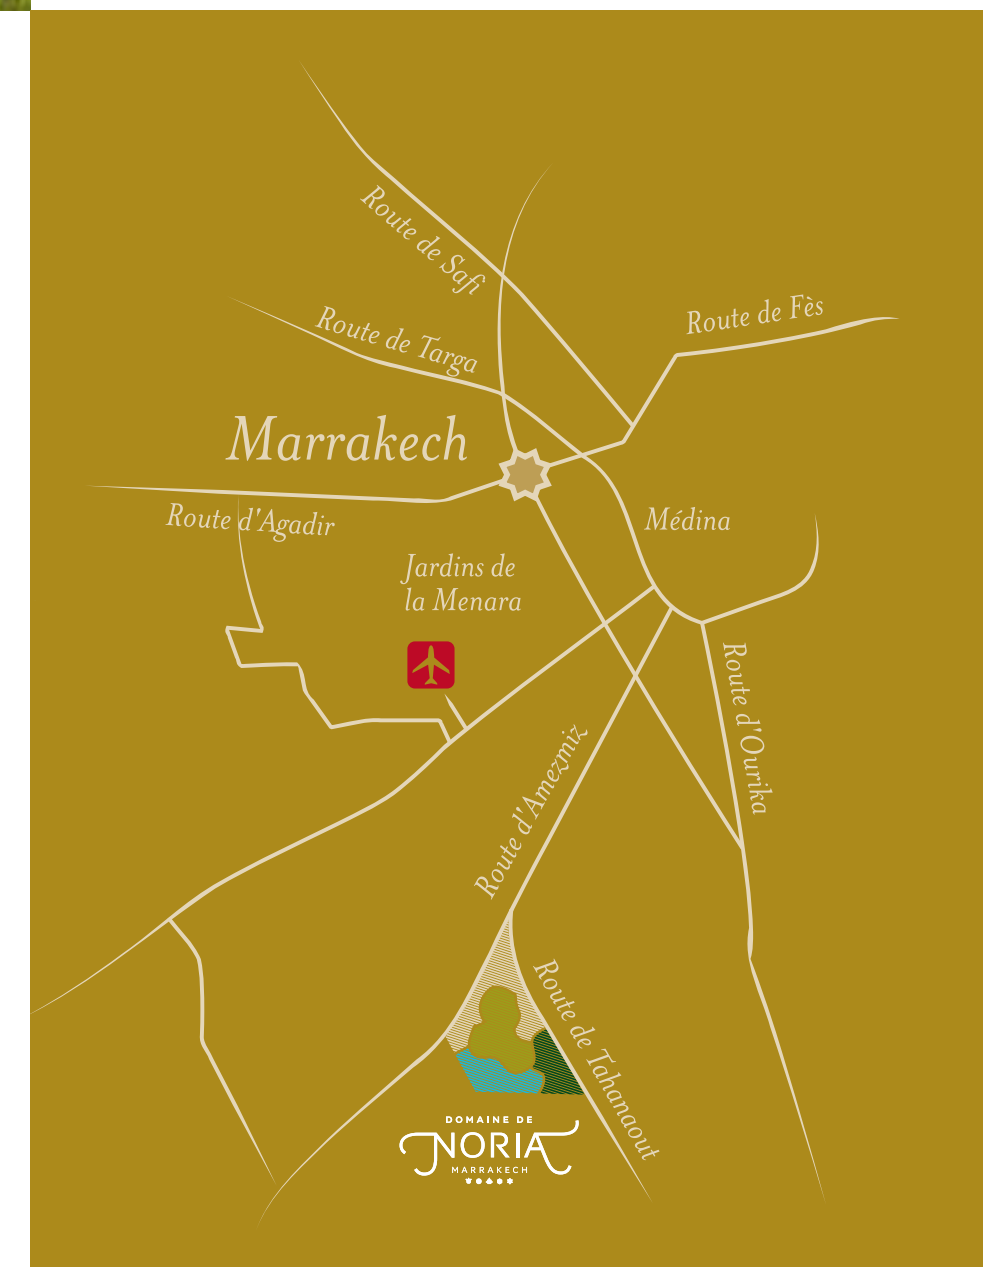 Route de Safi
Route de Fès
Route de Targa
Marrakech
Route d'Agadir
Médina
Jardins de
la Menara
Route d'Ourika
Route d'Amezmiz
Route de Tahanaout
DOMAINE DE
NORIA
MARRAKECH